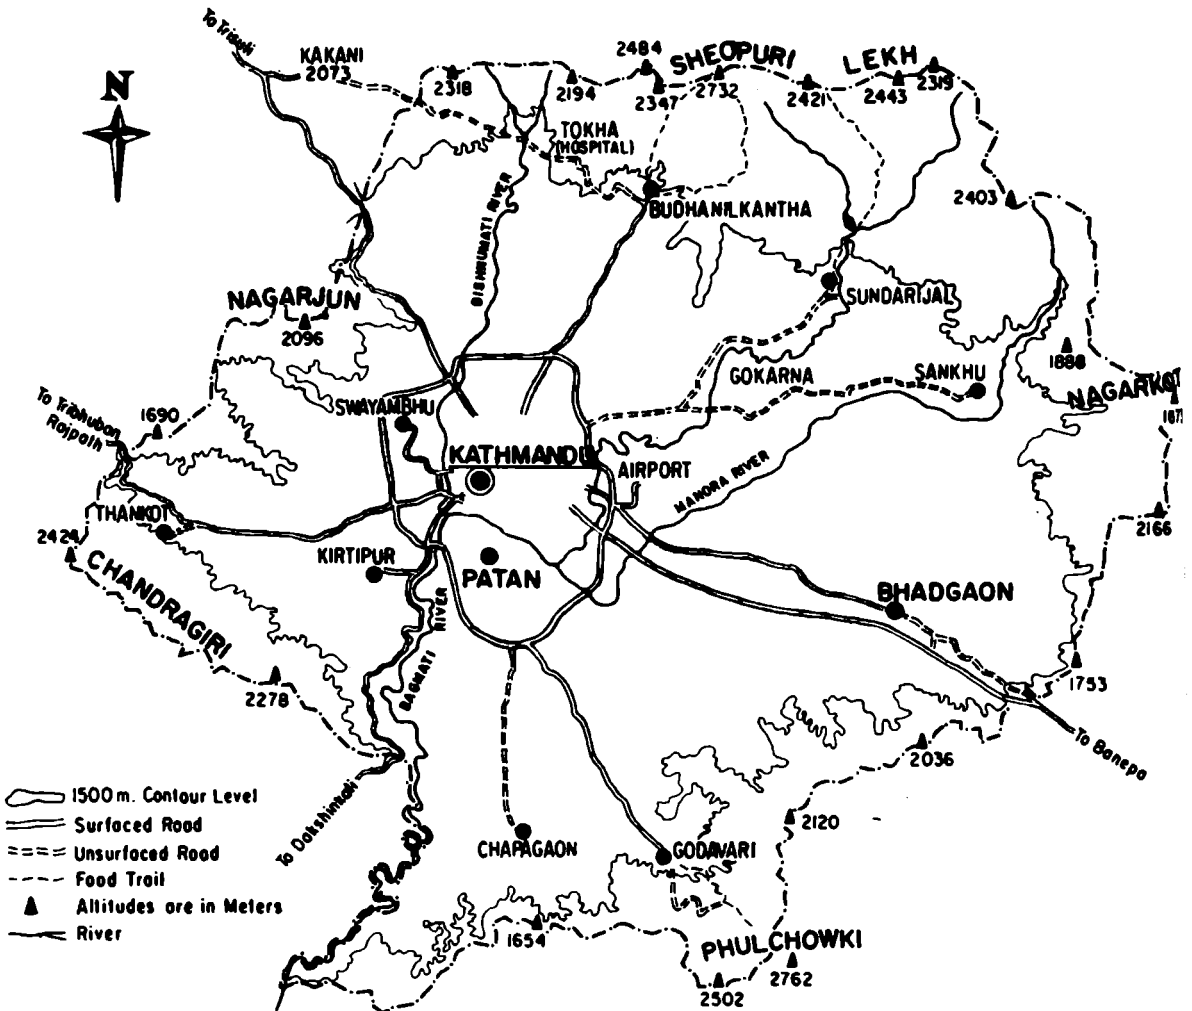 To Trisuli
KAKANI
2073
N
2318
2194
2484
2347
SHEOPURI
2732
LEKH
2421
2443
2319
TOKHA
(HOSPITAL)
2403
BUDHANILKANTHA
BISHNUMATI RIVER
NAGARJUN
2096
SUNDARIJAL
1888
GOKARNA
SANKHU
NAGARKOT
To Tribhuban
Rajpath
1690
SWAYAMBHU
KATHMANDU
AIRPORT
MANORA RIVER
THANKOT
2424
2166
KIRTIPUR
PATAN
CHANDRAGIRI
BHADGAON
BAGMATI RIVER
2278
1753
2036
To Banepa
To Dakshinkali
2120
CHAPAGAON
GODAVARI
1654
PHULCHOWKI
2762
2502
1500 m. Contour Level
Surfaced Road
Unsurfaced Road
Food Trail
Altitudes are in Meters
River